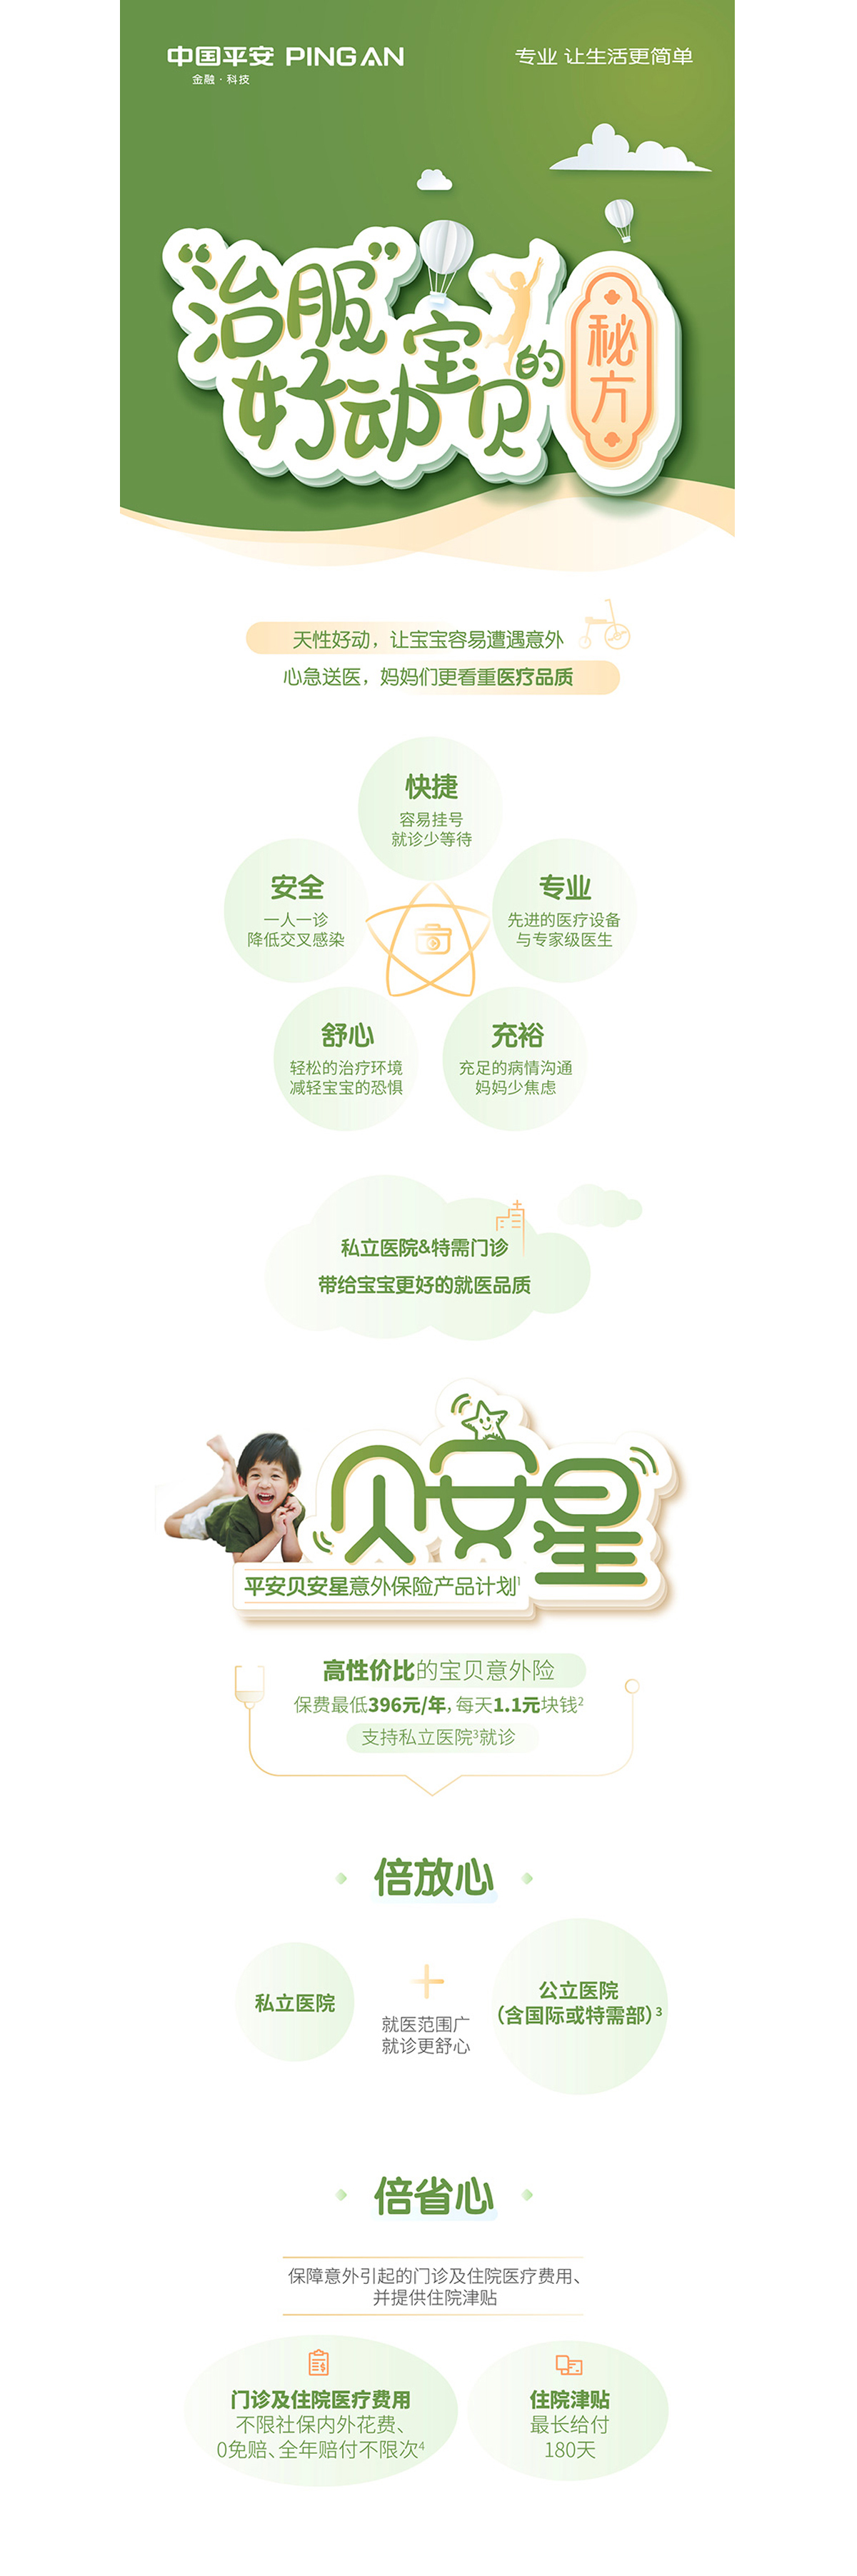 中国平安 PING AN
金融·科技
专业 让生活更简单
“治服”
好动宝贝的
秘方
天性好动，让宝宝容易遭遇意外
心急送医，妈妈们更看重医疗品质
快捷
容易挂号
就诊少等待
安全
一人一诊
降低交叉感染
专业
先进的医疗设备
与专家级医生
舒心
轻松的治疗环境
减轻宝宝的恐惧
充裕
充足的病情沟通
妈妈少焦虑
私立医院&特需门诊
带给宝宝更好的就医品质
贝安星
平安贝安星意外保险产品计划1
高性价比的宝贝意外险
保费最低396元/年，每天1.1元块钱2
支持私立医院3就诊
倍放心
私立医院
就医范围广
就诊更舒心
公立医院
（含国际或特需部）3
倍省心
保障意外引起的门诊及住院医疗费用、
并提供住院津贴
门诊及住院医疗费用
不限社保内外花费、
0免赔、全年赔付不限次4
住院津贴
最长给付
180天